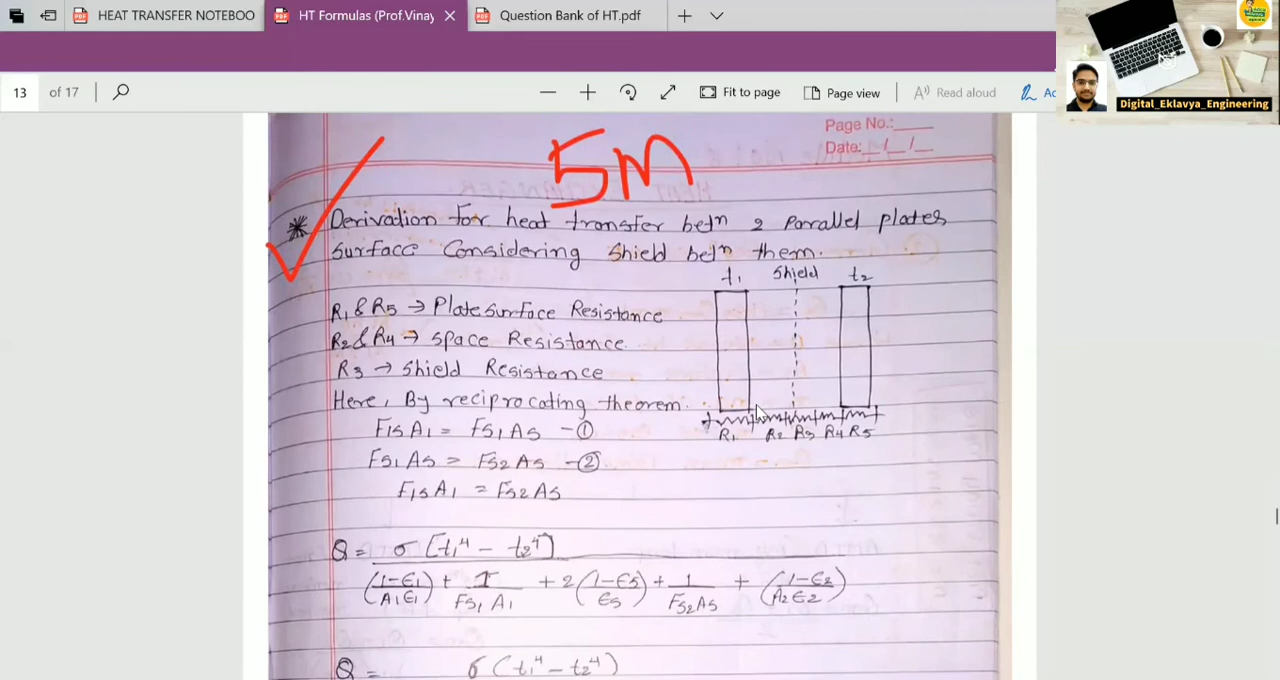 HEAT TRANSFER NOTEBOO
HT Formulas (Prof.Vinay
Question Bank of HT.pdf
13 of 17
Fit to page
Page view
Read aloud
Digital_Eklavya_Engineering
Page No.:
Date: / /
5M
* Derivation for heat transfer betn 2 Parallel plates
Surface Considering Shield betn them.
t1 Shield t2
R1 & R5 → Plate surface Resistance
R2 & R4 → space Resistance.
R3 → Shield Resistance
Here, By reciprocating theorem.
R1 R2 R3 R4 R5
F1S A1 = FS1 AS -①
FS1 AS = FS2 AS -②
F1S A1 = FS2 AS
Q = σ [t1⁴ - t2⁴]
(1-ϵ1 / A1ϵ1) + 1 / FS1 A1 + 2 (1-ϵS / ϵS) + 1 / FS2AS + (1-ϵ2 / A2ϵ2)
Q = σ (t1⁴ - t2⁴)